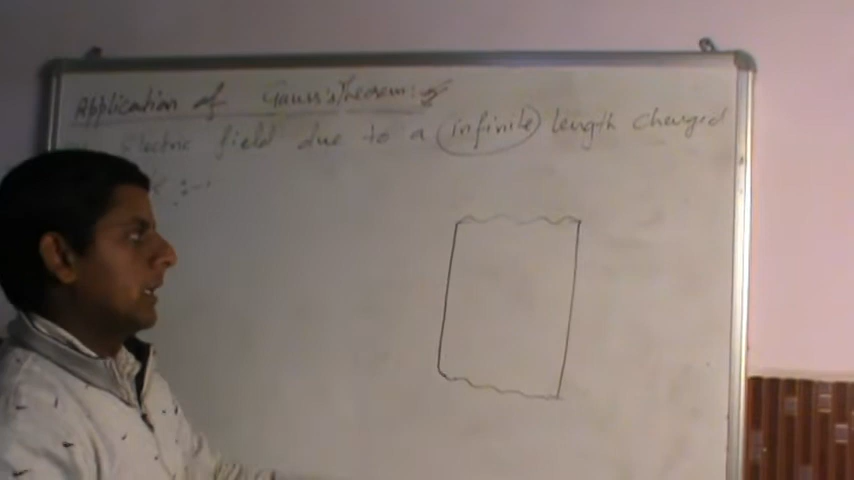 Application of Gauss's Theorem:-
Electric field due to a infinite length charged